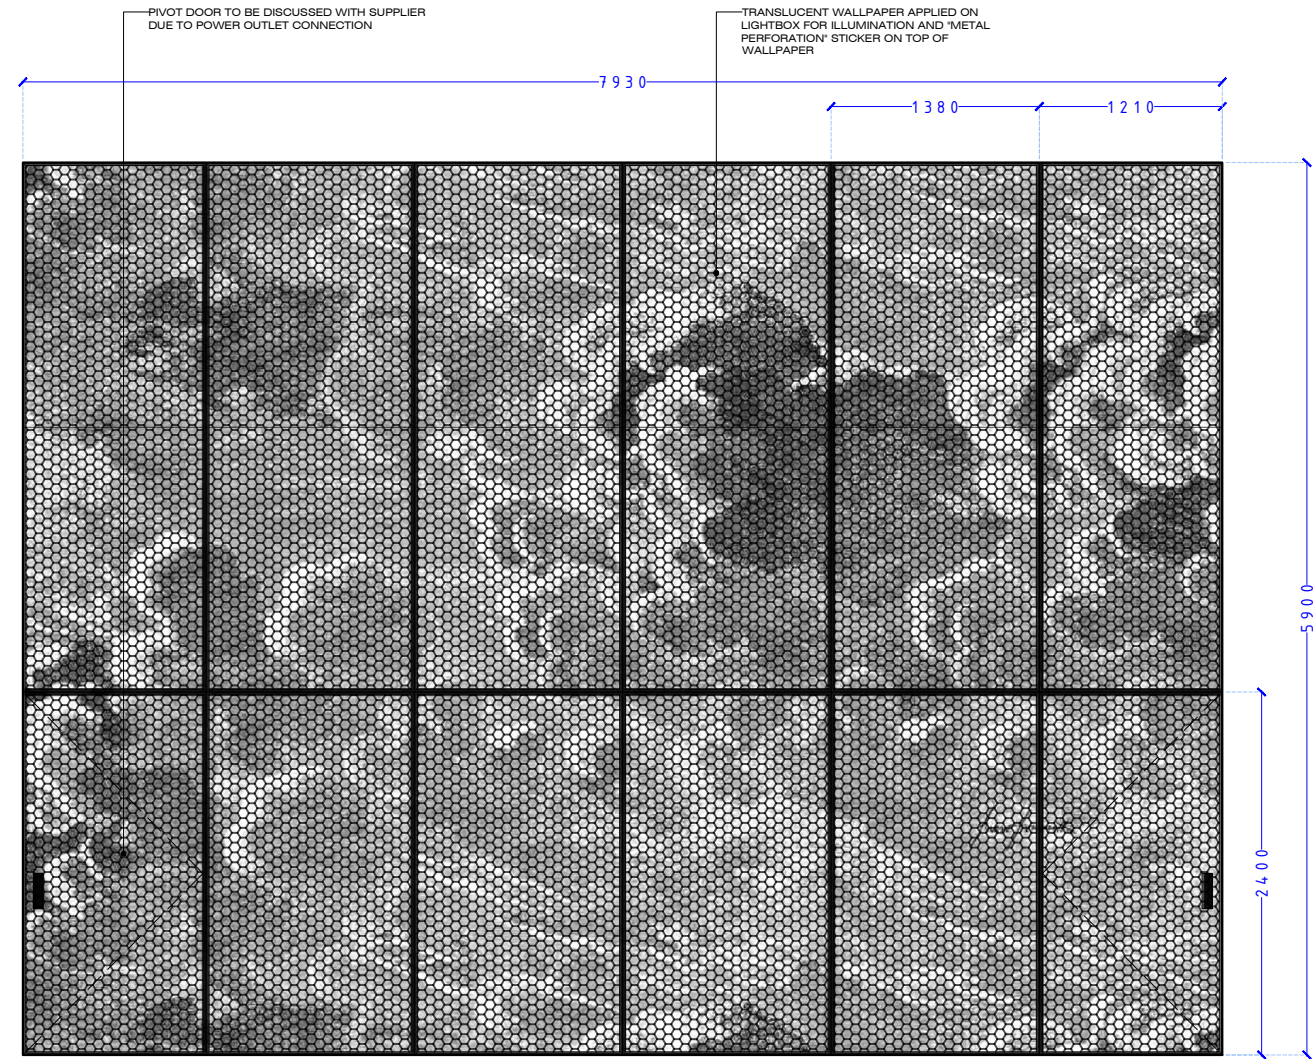 PIVOT DOOR TO BE DISCUSSED WITH SUPPLIER
DUE TO POWER OUTLET CONNECTION
TRANSLUCENT WALLPAPER APPLIED ON
LIGHTBOX FOR ILLUMINATION AND "METAL
PERFORATION" STICKER ON TOP OF
WALLPAPER
7930
1380
1210
5900
2400